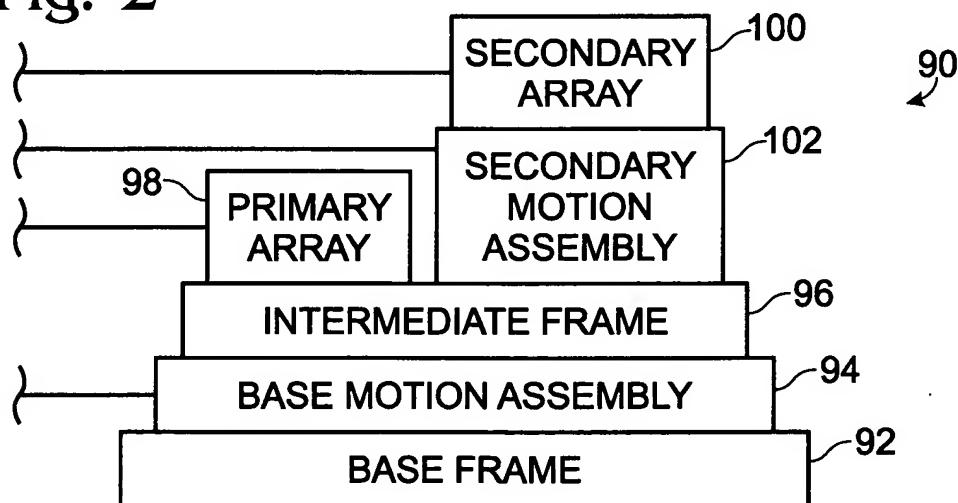 Fig. 2
100
SECONDARY
ARRAY
90
102
SECONDARY
MOTION
ASSEMBLY
98
PRIMARY
ARRAY
96
INTERMEDIATE FRAME
94
BASE MOTION ASSEMBLY
92
BASE FRAME